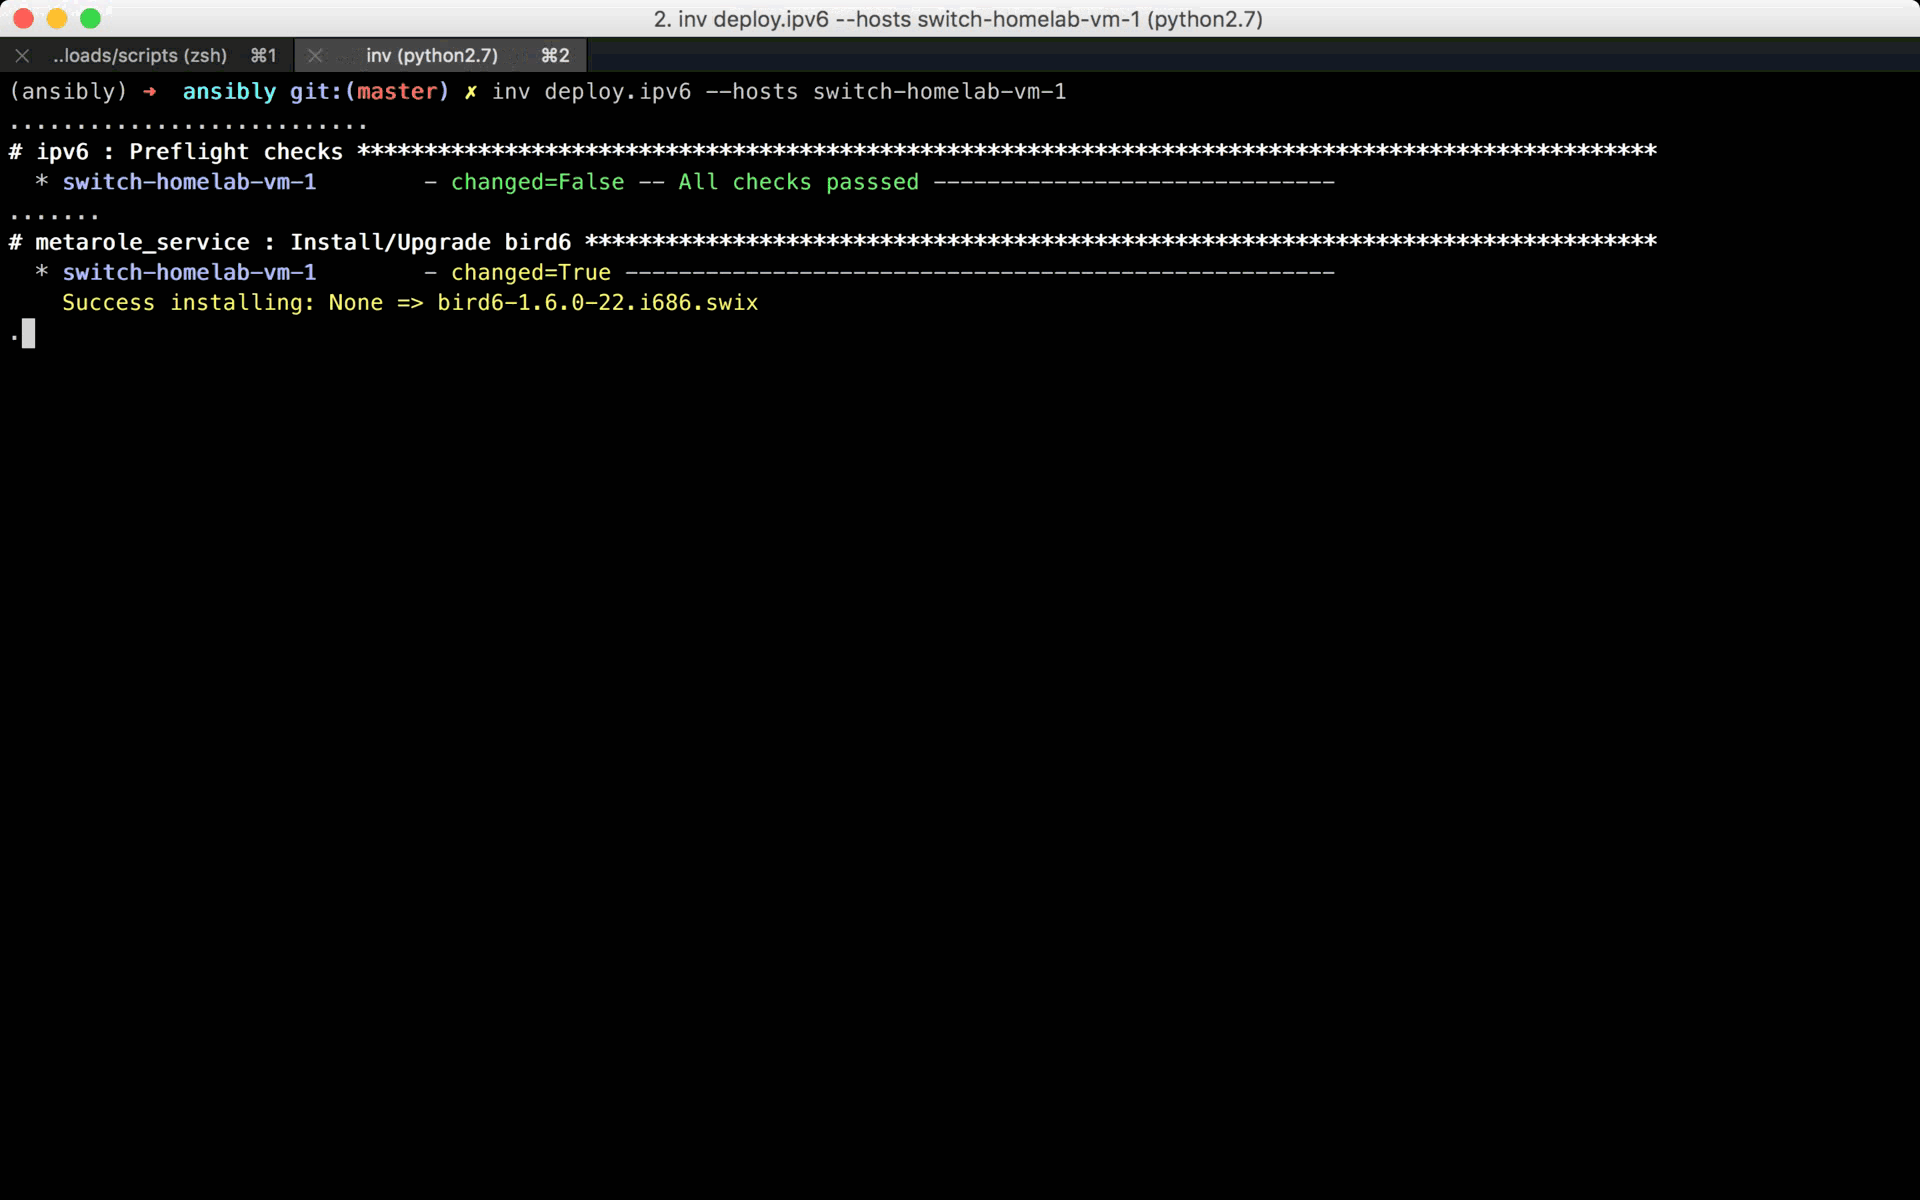 2. inv deploy.ipv6 --hosts switch-homelab-vm-1 (python2.7)
..loads/scripts (zsh) ⌘1 inv (python2.7) ⌘2
(ansibly) ➜ ansibly git:(master) ✗ inv deploy.ipv6 --hosts switch-homelab-vm-1
...........................
# ipv6 : Preflight checks *************************************************************************************************
* switch-homelab-vm-1 - changed=False -- All checks passsed ------------------------------
.......
# metarole_service : Install/Upgrade bird6 ********************************************************************************
* switch-homelab-vm-1 - changed=True -----------------------------------------------------
Success installing: None => bird6-1.6.0-22.i686.swix
.